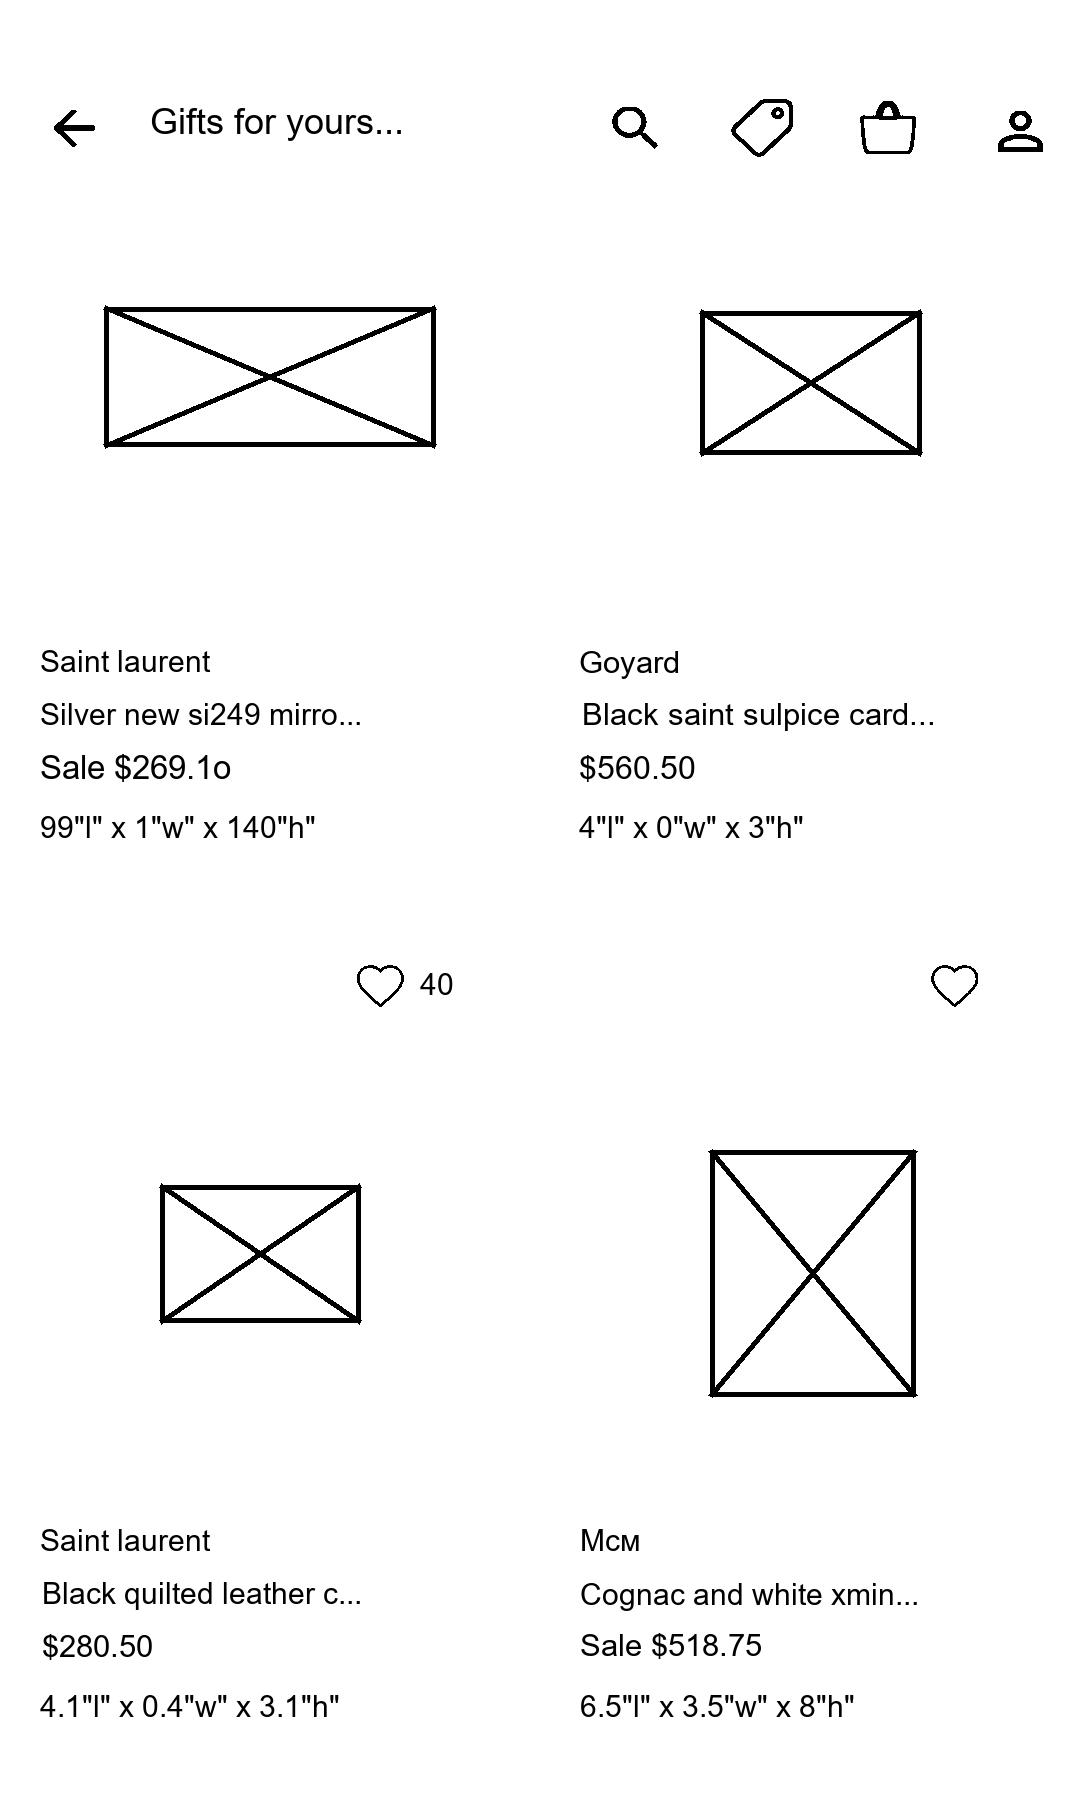 Gifts for yours...
Saint laurent
Silver new si249 mirro...
Sale $269.1o
99"l" x 1"w" x 140"h"
Goyard
Black saint sulpice card...
$560.50
4"l" x 0"w" x 3"h"
40
Saint laurent
Black quilted leather c...
$280.50
4.1"l" x 0.4"w" x 3.1"h"
Mcм
Cognac and white xmin...
Sale $518.75
6.5"l" x 3.5"w" x 8"h"